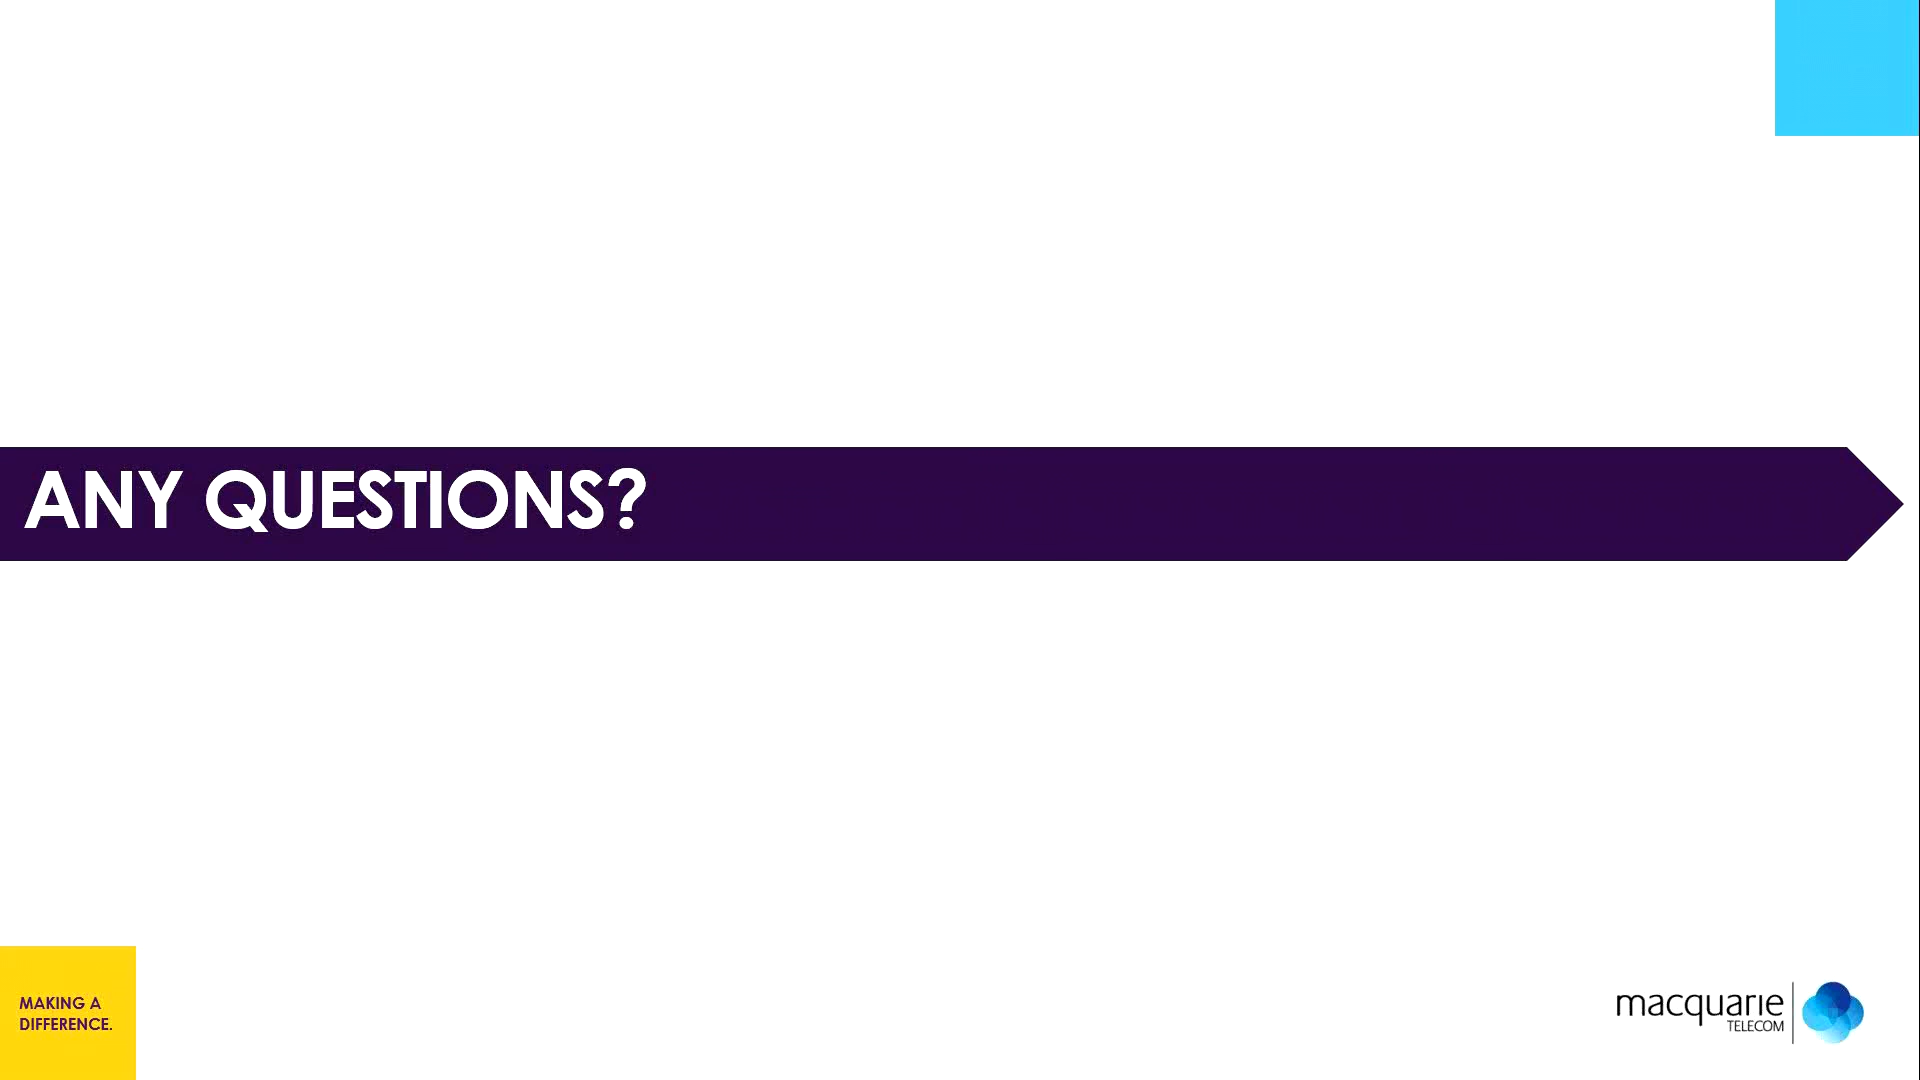 ANY QUESTIONS?
MAKING A
DIFFERENCE.
macquarie
TELECOM